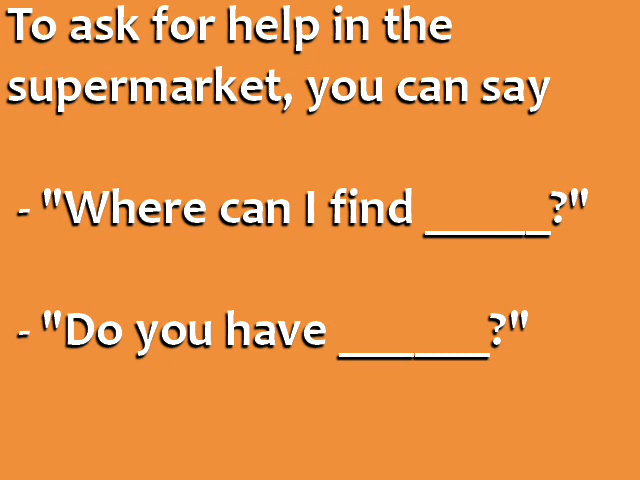 To ask for help in the
supermarket, you can say
- "Where can I find _____?"
- "Do you have ______?"